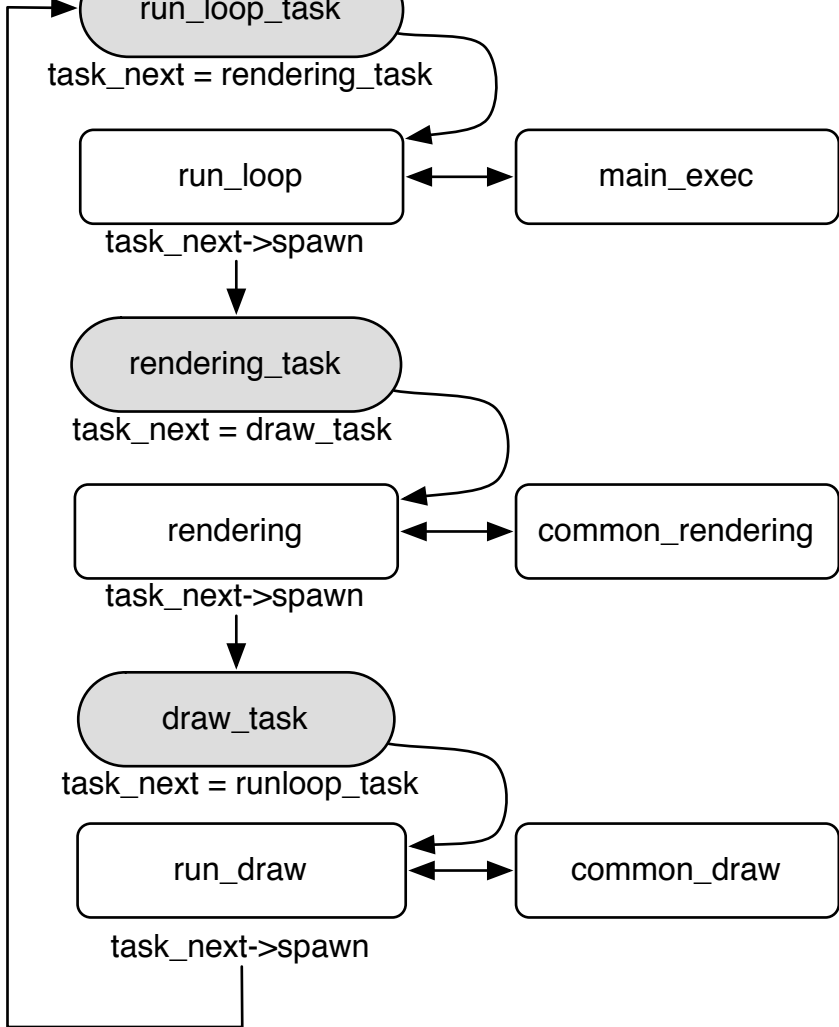 run_loop_task
task_next = rendering_task
run_loop
main_exec
task_next->spawn
rendering_task
task_next = draw_task
rendering
common_rendering
task_next->spawn
draw_task
task_next = runloop_task
run_draw
common_draw
task_next->spawn